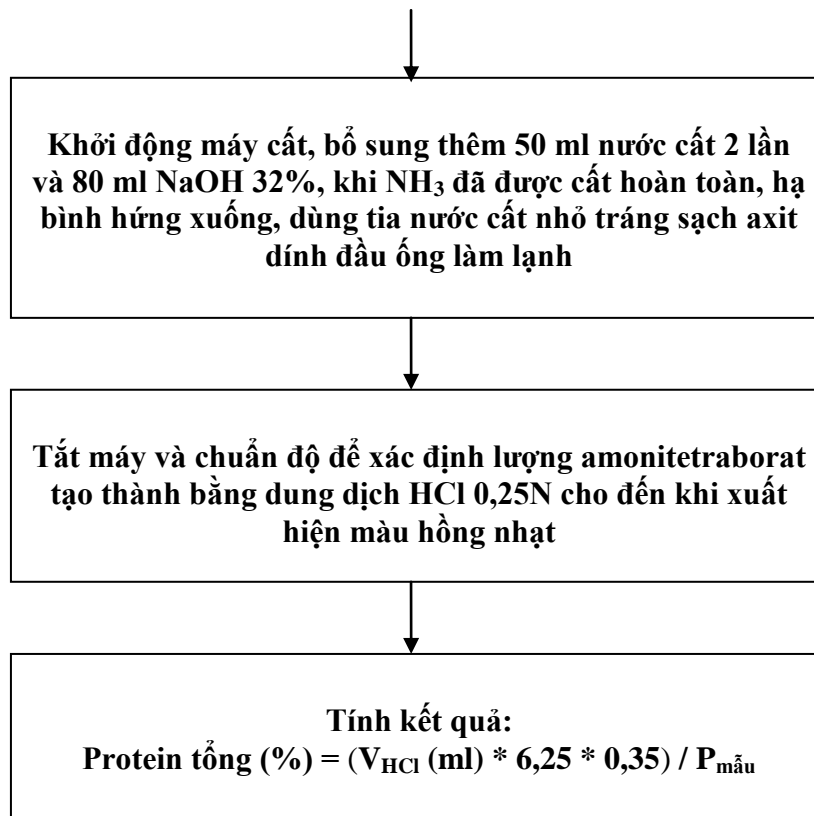 Khởi động máy cất, bổ sung thêm 50 ml nước cất 2 lần
và 80 ml NaOH 32%, khi NH₃ đã được cất hoàn toàn, hạ
bình hứng xuống, dùng tia nước cất nhỏ tráng sạch axit
dính đầu ống làm lạnh
Tắt máy và chuẩn độ để xác định lượng amonitetraborat
tạo thành bằng dung dịch HCl 0,25N cho đến khi xuất
hiện màu hồng nhạt
Tính kết quả:
Protein tổng (%) = (V_HCl (ml) * 6,25 * 0,35) / P_mẫu